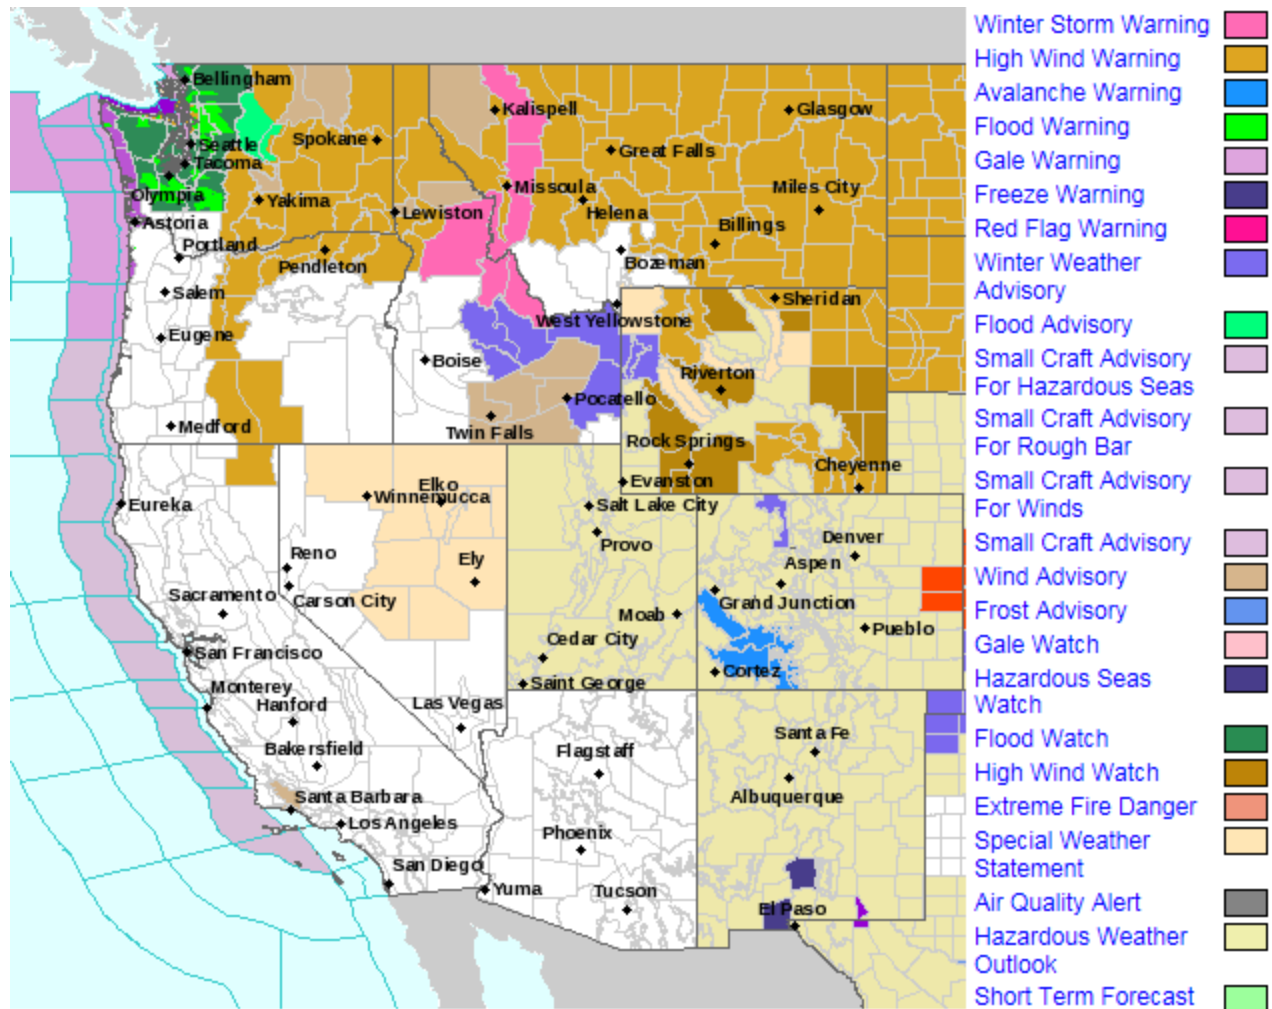 Bellingham
Kalispell
Glasgow
Spokane
Seattle
Great Falls
Tacoma
Missoula
Miles City
Olympia
Yakima
Helena
Lewiston
Astoria
Billings
Portland
Pendleton
Bozeman
Salem
Sheridan
West Yellowstone
Eugene
Boise
Riverton
Pocatello
Medford
Twin Falls
Rock Springs
Cheyenne
Elko
Evanston
Winnemucca
Eureka
Salt Lake City
Provo
Denver
Reno
Ely
Aspen
Sacramento
Carson City
Grand Junction
Moab
Pueblo
Cedar City
San Francisco
Cortez
Saint George
Monterey
Hanford
Las Vegas
Santa Fe
Bakersfield
Flagstaff
Santa Barbara
Albuquerque
Los Angeles
Phoenix
San Diego
Yuma
Tucson
El Paso
Winter Storm Warning
High Wind Warning
Avalanche Warning
Flood Warning
Gale Warning
Freeze Warning
Red Flag Warning
Winter Weather
Advisory
Flood Advisory
Small Craft Advisory
For Hazardous Seas
Small Craft Advisory
For Rough Bar
Small Craft Advisory
For Winds
Small Craft Advisory
Wind Advisory
Frost Advisory
Gale Watch
Hazardous Seas
Watch
Flood Watch
High Wind Watch
Extreme Fire Danger
Special Weather
Statement
Air Quality Alert
Hazardous Weather
Outlook
Short Term Forecast